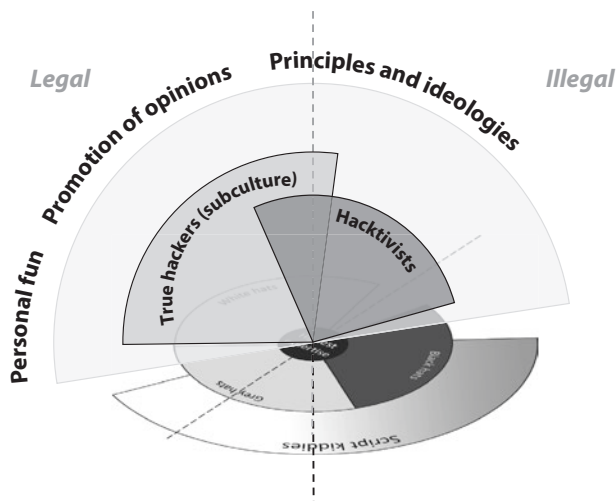 Legal
Illegal
Personal fun
Promotion of opinions
Principles and ideologies
True hackers (subculture)
Hacktivists
White hats
Grey hats
Black hats
Script kiddies